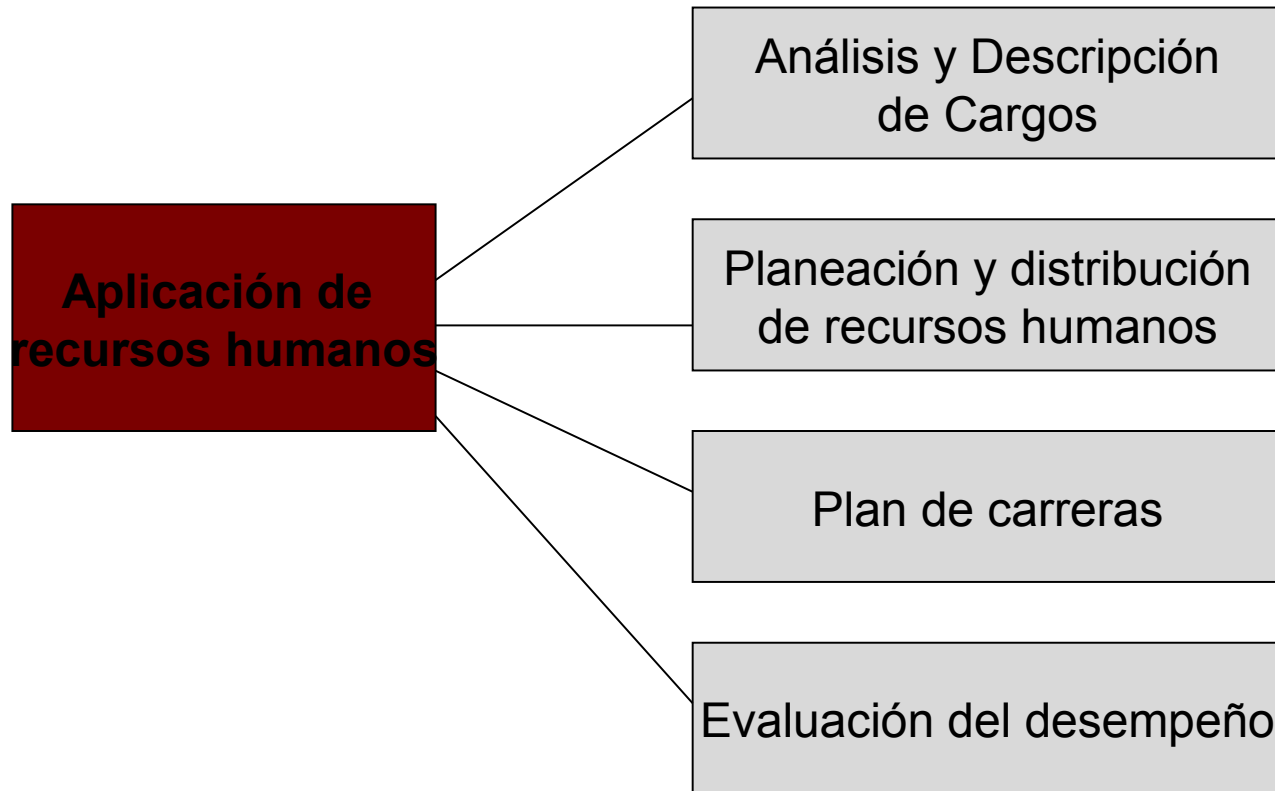 Análisis y Descripción
de Cargos
Aplicación de
recursos humanos
Planeación y distribución
de recursos humanos
Plan de carreras
Evaluación del desempeño